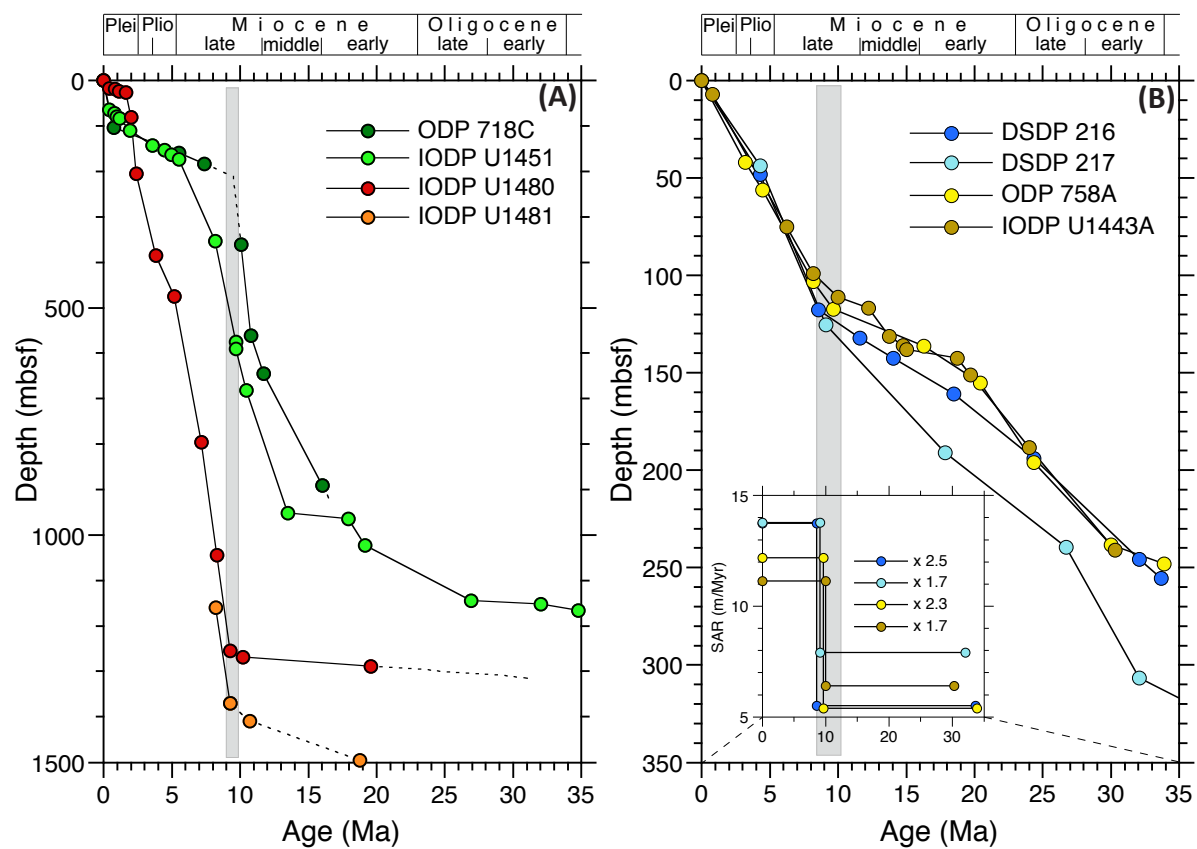 Plei Plio M i o c e n e O l i g o c e n e
late middle early late early
(A)
ODP 718C
IODP U1451
IODP U1480
IODP U1481
0
500
1000
1500
Depth (mbsf)
0 5 10 15 20 25 30 35
Age (Ma)
Plei Plio M i o c e n e O l i g o c e n e
late middle early late early
(B)
DSDP 216
DSDP 217
ODP 758A
IODP U1443A
0
50
100
150
200
250
300
350
Depth (mbsf)
15
10
5
SAR (m/Myr)
x 2.5
x 1.7
x 2.3
x 1.7
0 10 20 30
0 5 10 15 20 25 30 35
Age (Ma)